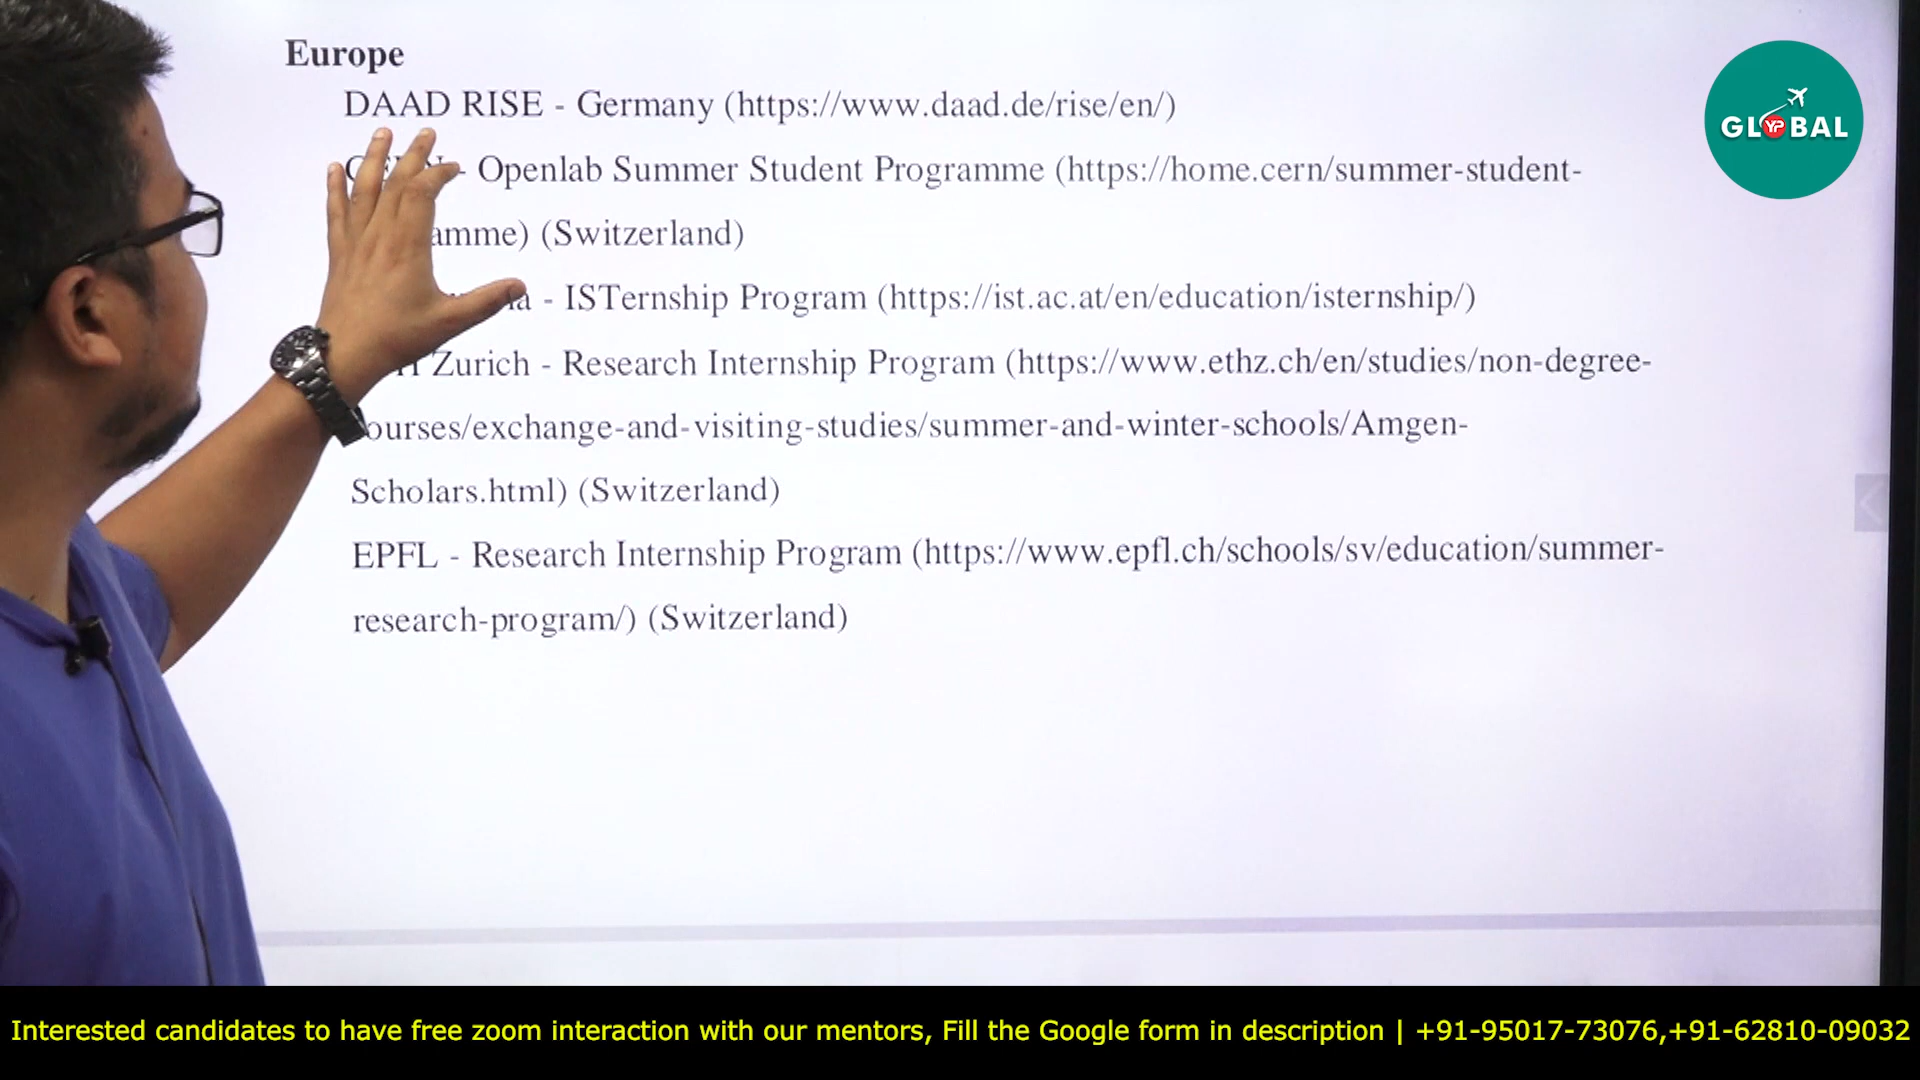 Europe
DAAD RISE - Germany (https://www.daad.de/rise/en/)
- Openlab Summer Student Programme (https://home.cern/summer-student-
amme) (Switzerland)
- ISTernship Program (https://ist.ac.at/en/education/isternship/)
Zurich - Research Internship Program (https://www.ethz.ch/en/studies/non-degree-
ourses/exchange-and-visiting-studies/summer-and-winter-schools/Amgen-
Scholars.html) (Switzerland)
EPFL - Research Internship Program (https://www.epfl.ch/schools/sv/education/summer-
research-program/) (Switzerland)
GLOBAL
YP
Interested candidates to have free zoom interaction with our mentors, Fill the Google form in description | +91-95017-73076,+91-62810-09032